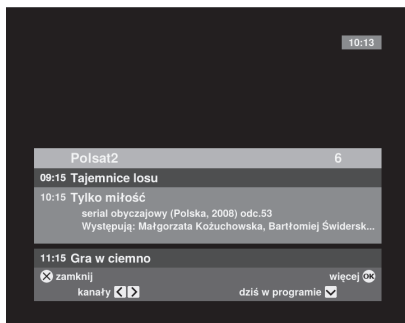 10:13
Polsat2 6
09:15 Tajemnice losu
10:15 Tylko miłość
serial obyczajowy (Polska, 2008) odc.53
Występują: Małgorzata Kożuchowska, Bartłomiej Świdersk...
11:15 Gra w ciemno
X zamknij więcej OK
kanały < > dziś w programie